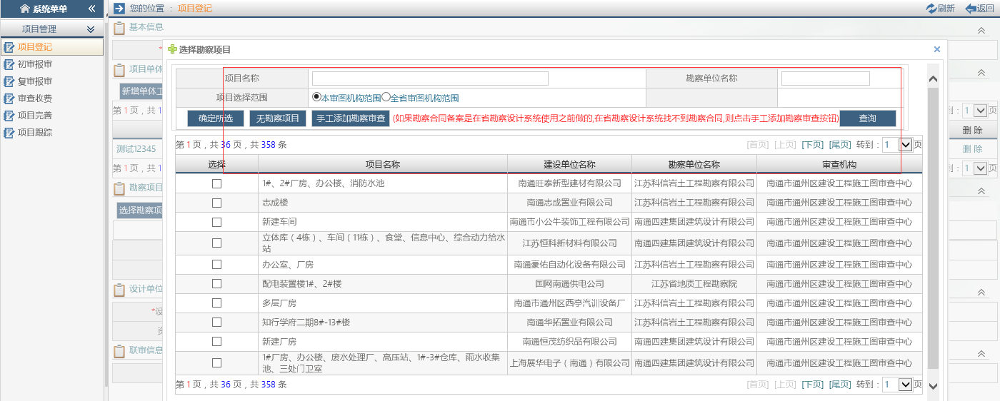 系统菜单
项目管理
项目登记
初审报审
复审报审
审查收费
项目完善
项目跟踪
您的位置 ： 项目登记
刷新
返回
基本信息
*
项目单体
新增单体工
第 1 页 , 共 1
测试12345
第 1 页 , 共 1
勘察项目
选择勘察项
设计单位
*设
资
联审信息
选择勘察项目
项目名称
勘察单位名称
项目选择范围
本审图机构范围 全省审图机构范围
确定所选 无勘察项目 手工添加勘察审查 (如果勘察合同备案是在省勘察设计系统使用之前做的,在省勘察设计系统找不到勘察合同,则点击手工添加勘察审查按钮) 查询
第 1 页 , 共 36 页 , 共 358 条 [首页] [上页] [下页] [尾页] 转到：1 页
选择 项目名称 建设单位名称 勘察单位名称 审查机构
1#、2#厂房、办公楼、消防水池 南通旺泰新型建材有限公司 江苏科信岩土工程勘察有限公司 南通市通州区建设工程施工图审查中心
志成楼 南通志成置业有限公司 江苏科信岩土工程勘察有限公司 南通市通州区建设工程施工图审查中心
新建车间 南通市小公牛装饰工程有限公司 南通四建集团建筑设计有限公司 南通市通州区建设工程施工图审查中心
立体库（4栋）、车间（11栋）、食堂、信息中心、综合动力给水
站 江苏恒科新材料有限公司 南通四建集团建筑设计有限公司 南通市通州区建设工程施工图审查中心
办公室、厂房 南通豪佑自动化设备有限公司 江苏科信岩土工程勘察有限公司 南通市通州区建设工程施工图审查中心
配电装置楼1#、2#楼 国网南通供电公司 江苏省地质工程勘察院 南通市通州区建设工程施工图审查中心
多层厂房 南通市通州区西亭汽训设备厂 江苏科信岩土工程勘察有限公司 南通市通州区建设工程施工图审查中心
知行学府二期8#-13#楼 南通华拓置业有限公司 江苏科信岩土工程勘察有限公司 南通市通州区建设工程施工图审查中心
新建厂房 南通恒茂纺织品有限公司 南通四建集团建筑设计有限公司 南通市通州区建设工程施工图审查中心
1#厂房、办公楼、废水处理厂、高压站、1#-3#仓库、雨水收集
池、三处门卫室 上海展华电子（南通）有限公司 南通四建集团建筑设计有限公司 南通市通州区建设工程施工图审查中心
第 1 页 , 共 36 页 , 共 358 条 [首页] [上页] [下页] [尾页] 转到：1 页
到：1 页
删 除
删 除
到：1 页